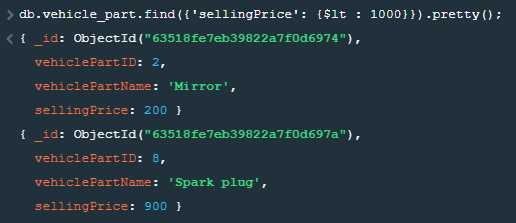 > db.vehicle_part.find({'sellingPrice': {$lt : 1000}}).pretty();
< { _id: ObjectId("63518fe7eb39822a7f0d6974"),
vehiclePartID: 2,
vehiclePartName: 'Mirror',
sellingPrice: 200 }
{ _id: ObjectId("63518fe7eb39822a7f0d697a"),
vehiclePartID: 8,
vehiclePartName: 'Spark plug',
sellingPrice: 900 }